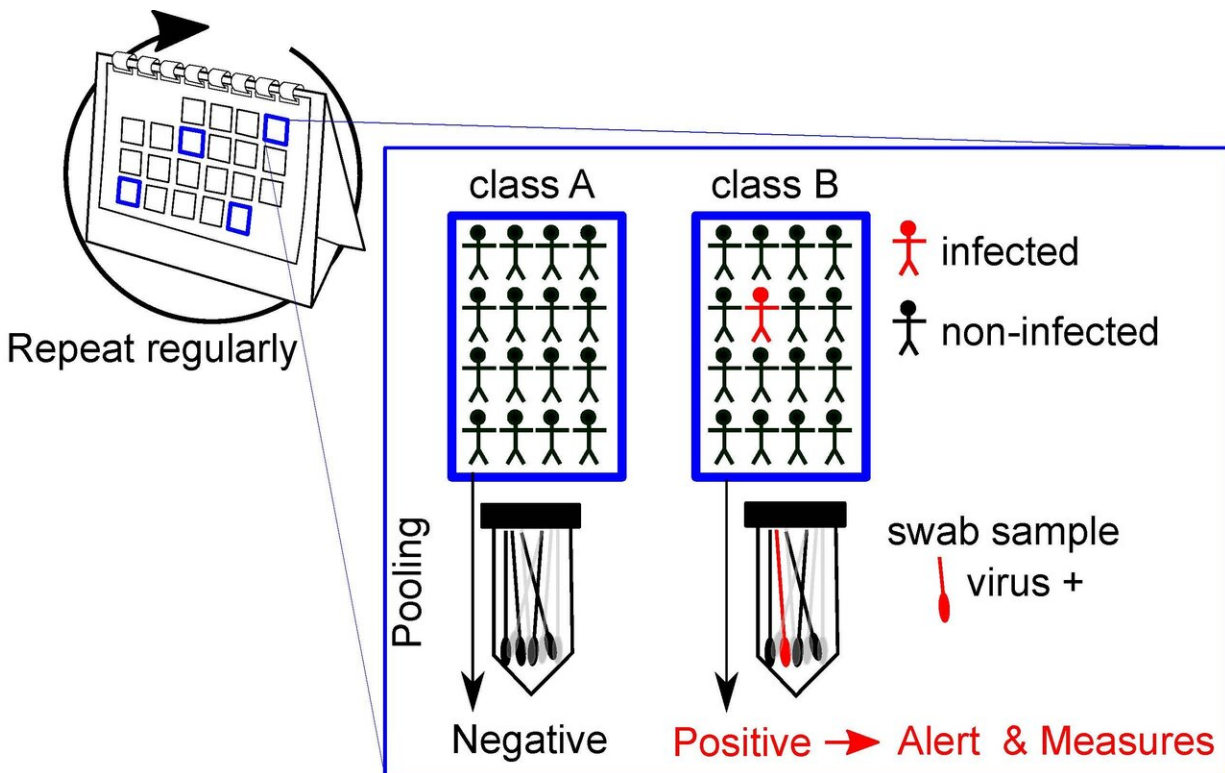 Repeat regularly
class A
class B
infected
non-infected
Pooling
swab sample
virus +
Negative
Positive
Alert & Measures